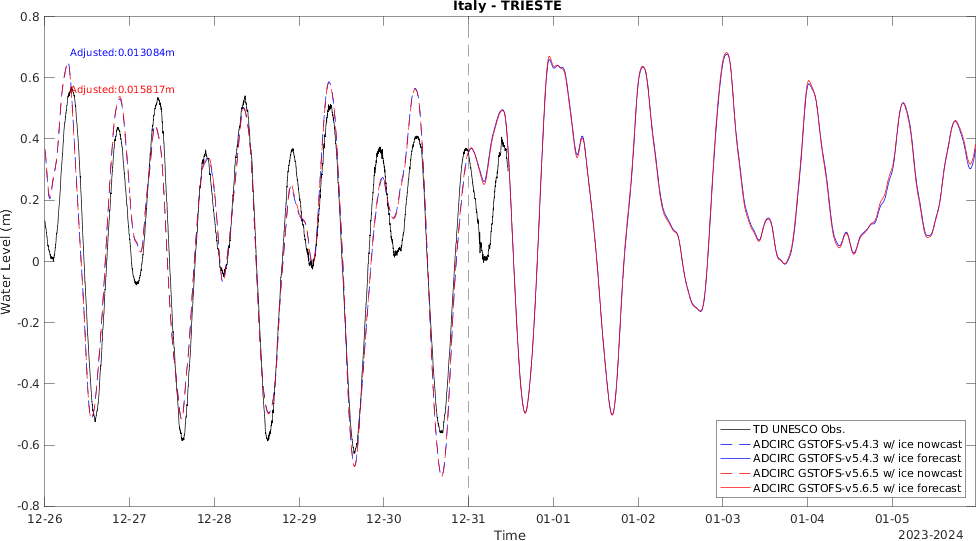 Italy - TRIESTE
Adjusted:0.013084m
Adjusted:0.015817m
0.8
0.6
0.4
0.2
0
-0.2
-0.4
-0.6
-0.8
Water Level (m)
TD UNESCO Obs.
ADCIRC GSTOFS-v5.4.3 w/ ice nowcast
ADCIRC GSTOFS-v5.4.3 w/ ice forecast
ADCIRC GSTOFS-v5.6.5 w/ ice nowcast
ADCIRC GSTOFS-v5.6.5 w/ ice forecast
12-26 12-27 12-28 12-29 12-30 12-31 01-01 01-02 01-03 01-04 01-05
Time
2023-2024